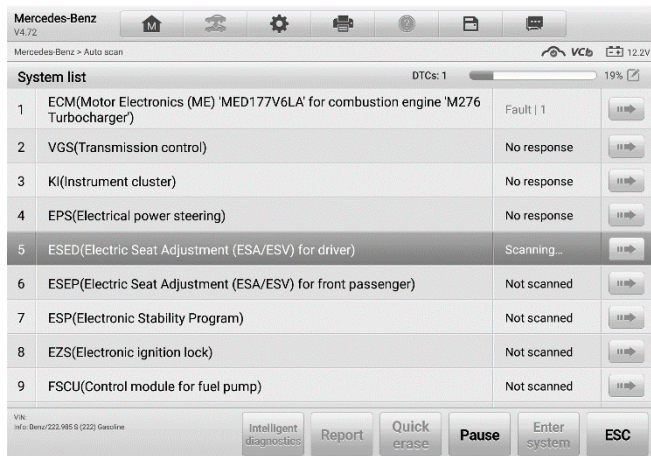 Mercedes-Benz
V4.72
M
Mercedes-Benz > Auto scan
VCb
12.2V
System list
DTCs: 1
19%
1 ECM(Motor Electronics (ME) 'MED177V6LA' for combustion engine 'M276
Turbocharger') Fault | 1
2 VGS(Transmission control) No response
3 KI(Instrument cluster) No response
4 EPS(Electrical power steering) No response
5 ESED(Electric Seat Adjustment (ESA/ESV) for driver) Scanning...
6 ESEP(Electric Seat Adjustment (ESA/ESV) for front passenger) Not scanned
7 ESP(Electronic Stability Program) Not scanned
8 EZS(Electronic ignition lock) Not scanned
9 FSCU(Control module for fuel pump) Not scanned
VIN:
Info: Benz/222.985 S (222) Gasoline
Intelligent
diagnostics
Report
Quick
erase
Pause
Enter
system
ESC